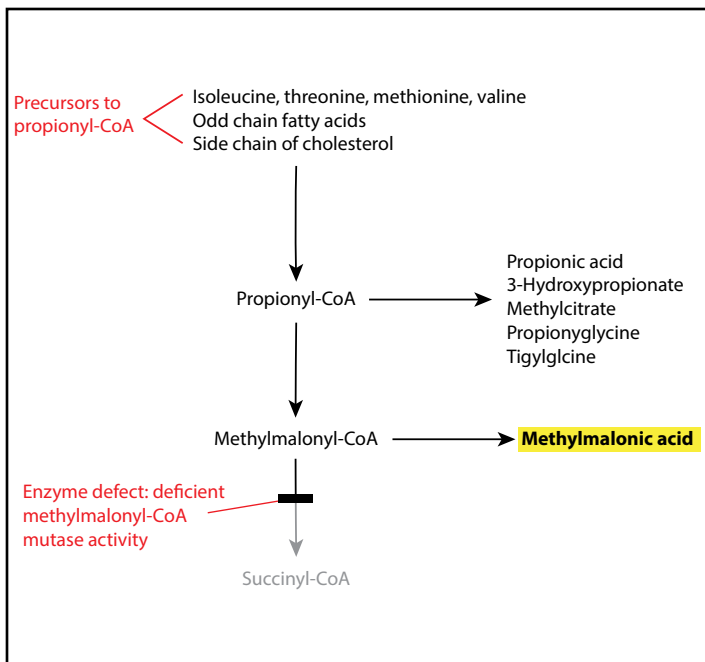 Precursors to
propionyl-CoA
Isoleucine, threonine, methionine, valine
Odd chain fatty acids
Side chain of cholesterol
Propionyl-CoA
Propionic acid
3-Hydroxypropionate
Methylcitrate
Propionyglycine
Tigylglcine
Methylmalonyl-CoA
Methylmalonic acid
Enzyme defect: deficient
methylmalonyl-CoA
mutase activity
Succinyl-CoA